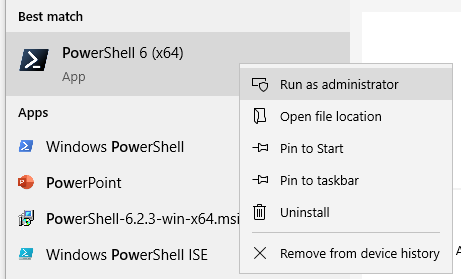 Best match
PowerShell 6 (x64)
App
Run as administrator
Apps
Open file location
Windows PowerShell
Pin to Start
PowerPoint
Pin to taskbar
PowerShell-6.2.3-win-x64.msi
Uninstall
Windows PowerShell ISE
Remove from device history